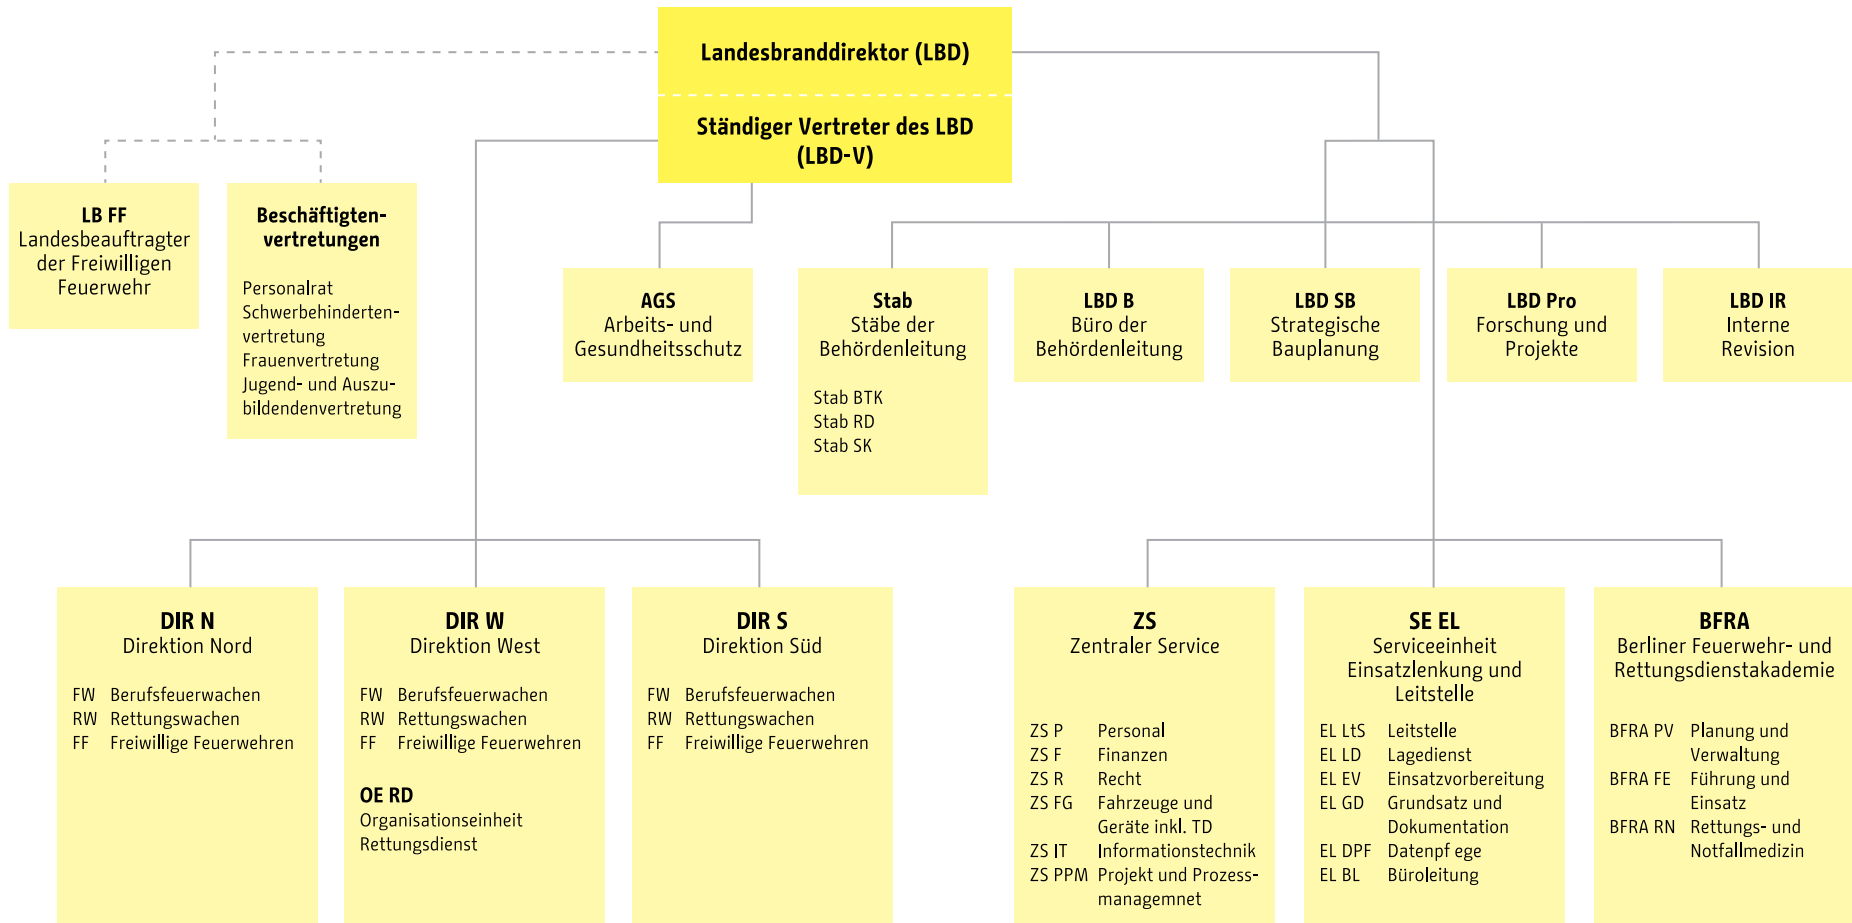 Landesbranddirektor (LBD)
Ständiger Vertreter des LBD
(LBD-V)
LB FF
Landesbeauftragter
der Freiwilligen
Feuerwehr
Beschäftigten-
vertretungen
Personalrat
Schwerbehinderten-
vertretung
Frauenvertretung
Jugend- und Auszu-
bildendenvertretung
AGS
Arbeits- und
Gesundheitsschutz
Stab
Stäbe der
Behördenleitung
Stab BTK
Stab RD
Stab SK
LBD B
Büro der
Behördenleitung
LBD SB
Strategische
Bauplanung
LBD Pro
Forschung und
Projekte
LBD IR
Interne
Revision
DIR N
Direktion Nord
FW Berufsfeuerwachen
RW Rettungswachen
FF Freiwillige Feuerwehren
DIR W
Direktion West
FW Berufsfeuerwachen
RW Rettungswachen
FF Freiwillige Feuerwehren
OE RD
Organisationseinheit
Rettungsdienst
DIR S
Direktion Süd
FW Berufsfeuerwachen
RW Rettungswachen
FF Freiwillige Feuerwehren
ZS
Zentraler Service
ZS P Personal
ZS F Finanzen
ZS R Recht
ZS FG Fahrzeuge und
Geräte inkl. TD
ZS IT Informationstechnik
ZS PPM Projekt und Prozess-
managemnet
SE EL
Serviceeinheit
Einsatzlenkung und
Leitstelle
EL LtS Leitstelle
EL LD Lagedienst
EL EV Einsatzvorbereitung
EL GD Grundsatz und
Dokumentation
EL DPF Datenpf ege
EL BL Büroleitung
BFRA
Berliner Feuerwehr- und
Rettungsdienstakademie
BFRA PV Planung und
Verwaltung
BFRA FE Führung und
Einsatz
BFRA RN Rettungs- und
Notfallmedizin